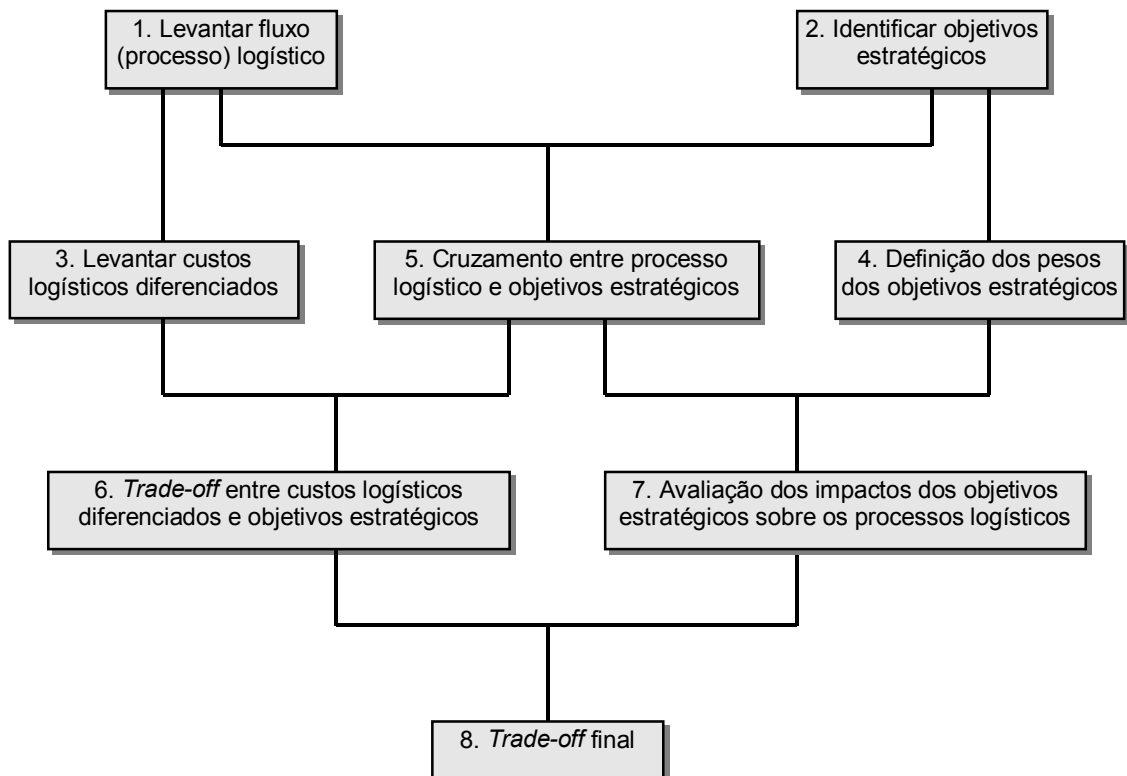 1. Levantar fluxo
(processo) logístico
2. Identificar objetivos
estratégicos
3. Levantar custos
logísticos diferenciados
5. Cruzamento entre processo
logístico e objetivos estratégicos
4. Definição dos pesos
dos objetivos estratégicos
6. Trade-off entre custos logísticos
diferenciados e objetivos estratégicos
7. Avaliação dos impactos dos objetivos
estratégicos sobre os processos logísticos
8. Trade-off final